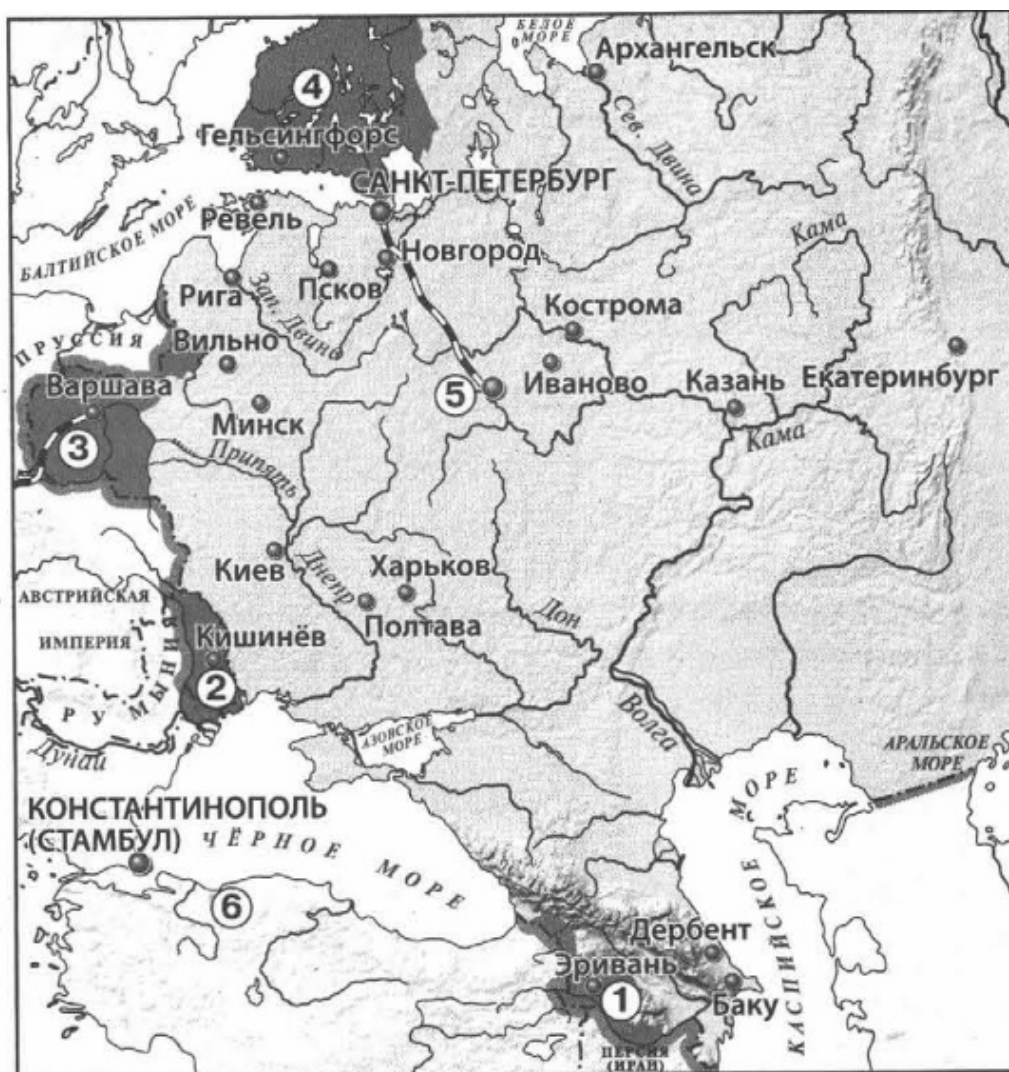 БЕЛОЕ
МОРЕ
Архангельск
4
Гельсингфорс
Сев. Двина
САНКТ-ПЕТЕРБУРГ
Ревель
БАЛТИЙСКОЕ МОРЕ
Новгород
Кама
Рига
Псков
Зап. Двина
Кострома
ПРУССИЯ
Вильно
Варшава
5
Иваново
Казань
Екатеринбург
Минск
Кама
3
Припять
Киев
Днепр
Харьков
АВСТРИЙСКАЯ
ИМПЕРИЯ
Полтава
Дон
Кишинёв
2
РУМЫНИЯ
Волга
Дунай
АЗОВСКОЕ
МОРЕ
АРАЛЬСКОЕ
МОРЕ
КОНСТАНТИНОПОЛЬ
(СТАМБУЛ)
ЧЁРНОЕ МОРЕ
КАСПИЙСКОЕ МОРЕ
6
Дербент
Эривань
1
Баку
ПЕРСИЯ
(ИРАН)